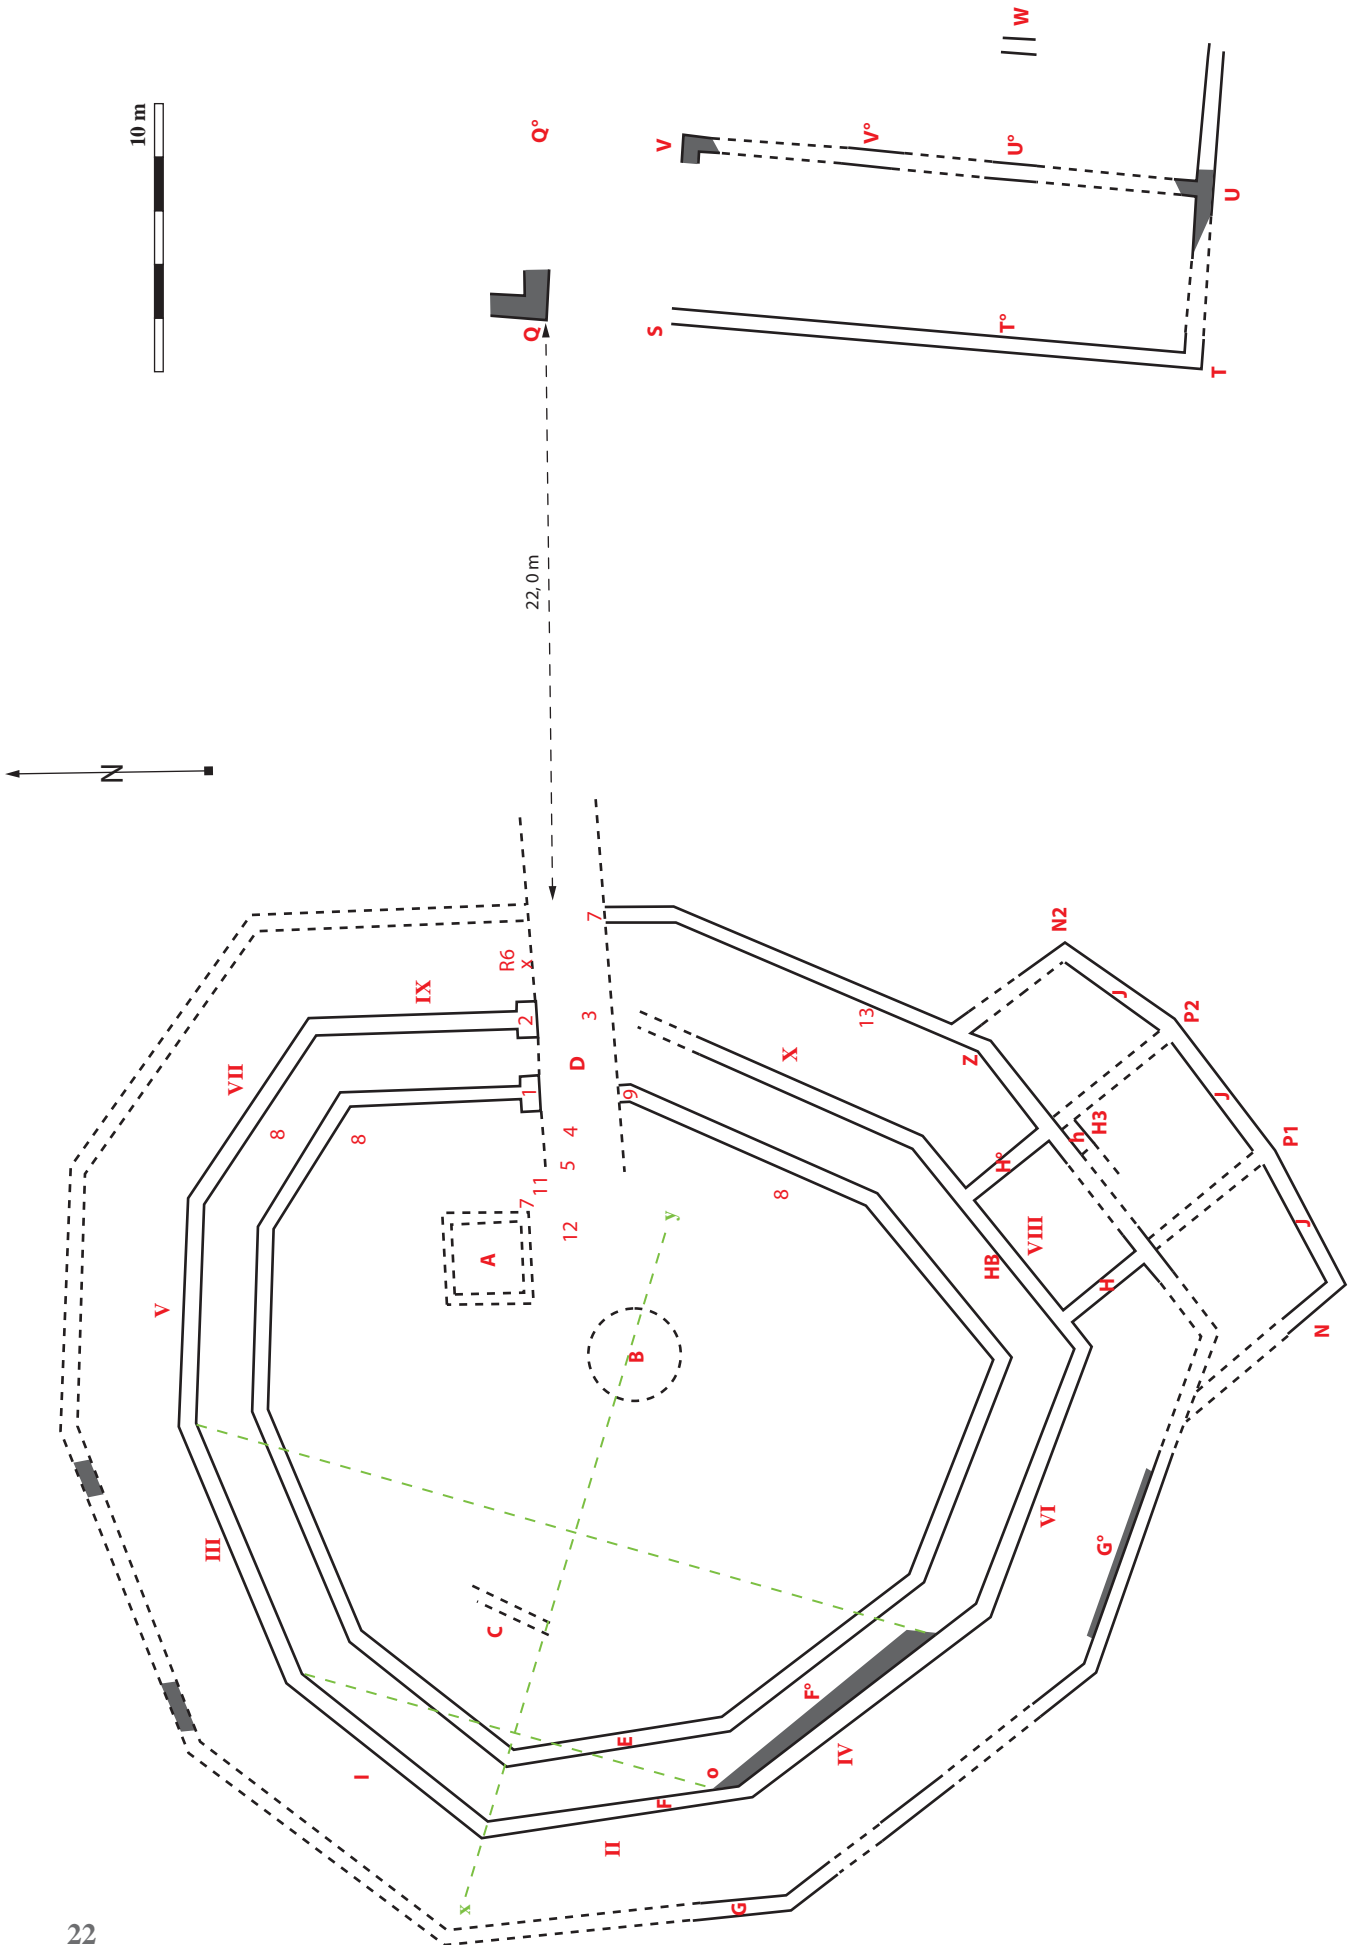 W
10 m
Q°
V
V°
U°
U
Q
S
T°
T
22,0 m
N
7
N2
R6
x
IX
2
3
13
P2
X
Z
J
D
VII
1
9
8
4
H3
h
J
P1
8
5
H°
11
7
8
12
VIII
y
J
A
HB
H
V
B
N
III
VI
G°
C
F°
E
I
o
IV
F
II
x
G
22